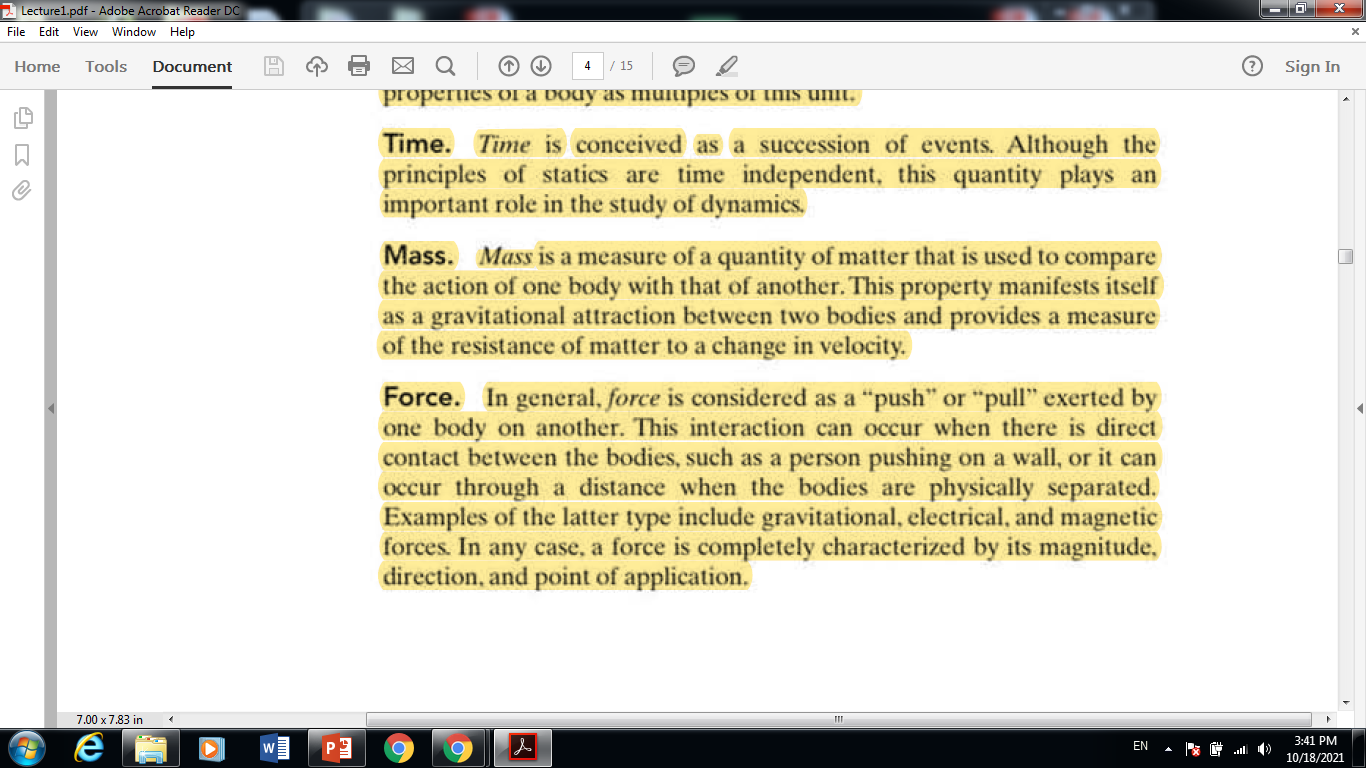 Lecture1.pdf - Adobe Acrobat Reader DC
File Edit View Window Help
Home Tools Document 4 / 15 Sign In
properties of a body as multiples of this unit.
Time. Time is conceived as a succession of events. Although the
principles of statics are time independent, this quantity plays an
important role in the study of dynamics.
Mass. Mass is a measure of a quantity of matter that is used to compare
the action of one body with that of another. This property manifests itself
as a gravitational attraction between two bodies and provides a measure
of the resistance of matter to a change in velocity.
Force. In general, force is considered as a “push” or “pull” exerted by
one body on another. This interaction can occur when there is direct
contact between the bodies, such as a person pushing on a wall, or it can
occur through a distance when the bodies are physically separated.
Examples of the latter type include gravitational, electrical, and magnetic
forces. In any case, a force is completely characterized by its magnitude,
direction, and point of application.
7.00 x 7.83 in
EN
3:41 PM
10/18/2021